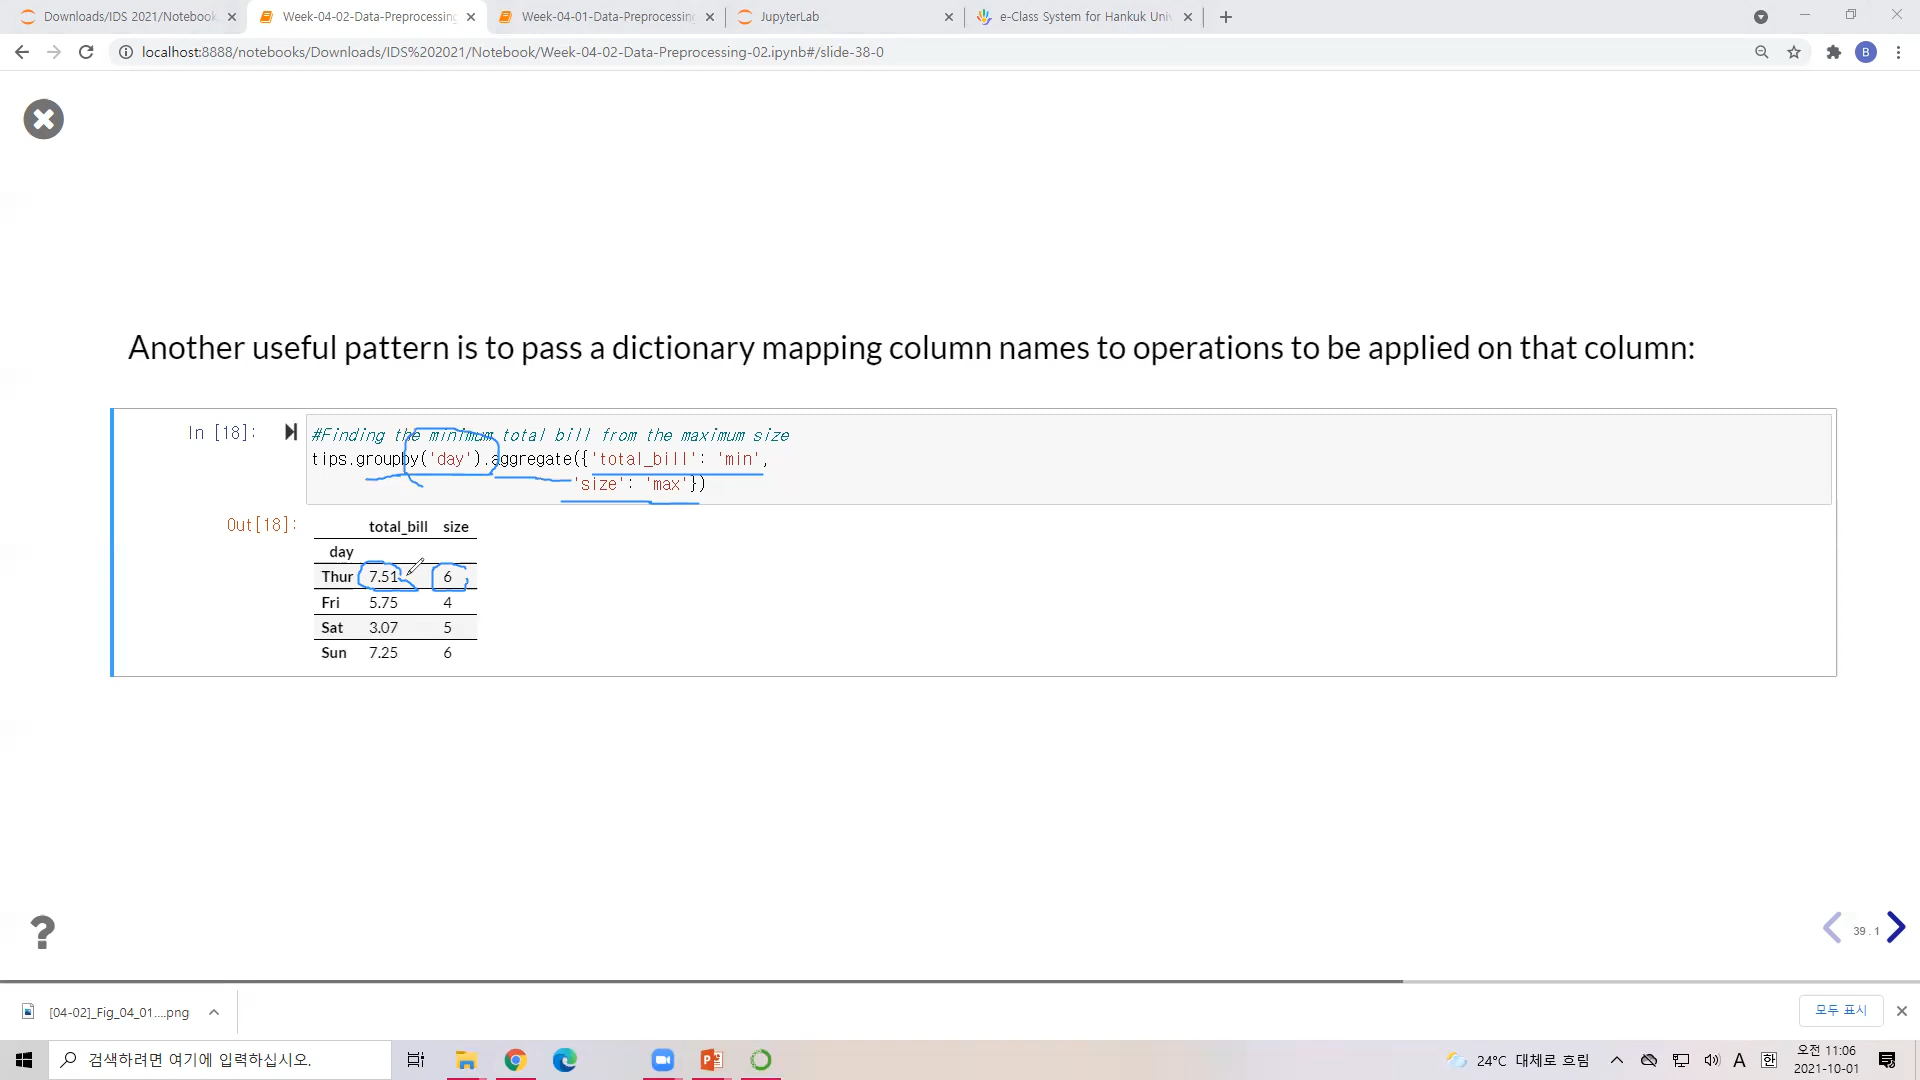 Downloads/IDS 2021/Notebook
Week-04-02-Data-Preprocessing
Week-04-01-Data-Preprocessing
JupyterLab
e-Class System for Hankuk Univ
localhost:8888/notebooks/Downloads/IDS%202021/Notebook/Week-04-02-Data-Preprocessing-02.ipynb#/slide-38-0
B
Another useful pattern is to pass a dictionary mapping column names to operations to be applied on that column:
In [18]:
#Finding the minimum total bill from the maximum size
tips.groupby('day').aggregate({'total_bill': 'min',
'size': 'max'})
Out[18]:
total_bill size
day
Thur 7.51 6
Fri 5.75 4
Sat 3.07 5
Sun 7.25 6
?
39.1
[04-02]_Fig_04_01....png
모두 표시
검색하려면 여기에 입력하십시오.
24°C 대체로 흐림
A
한
오전 11:06
2021-10-01